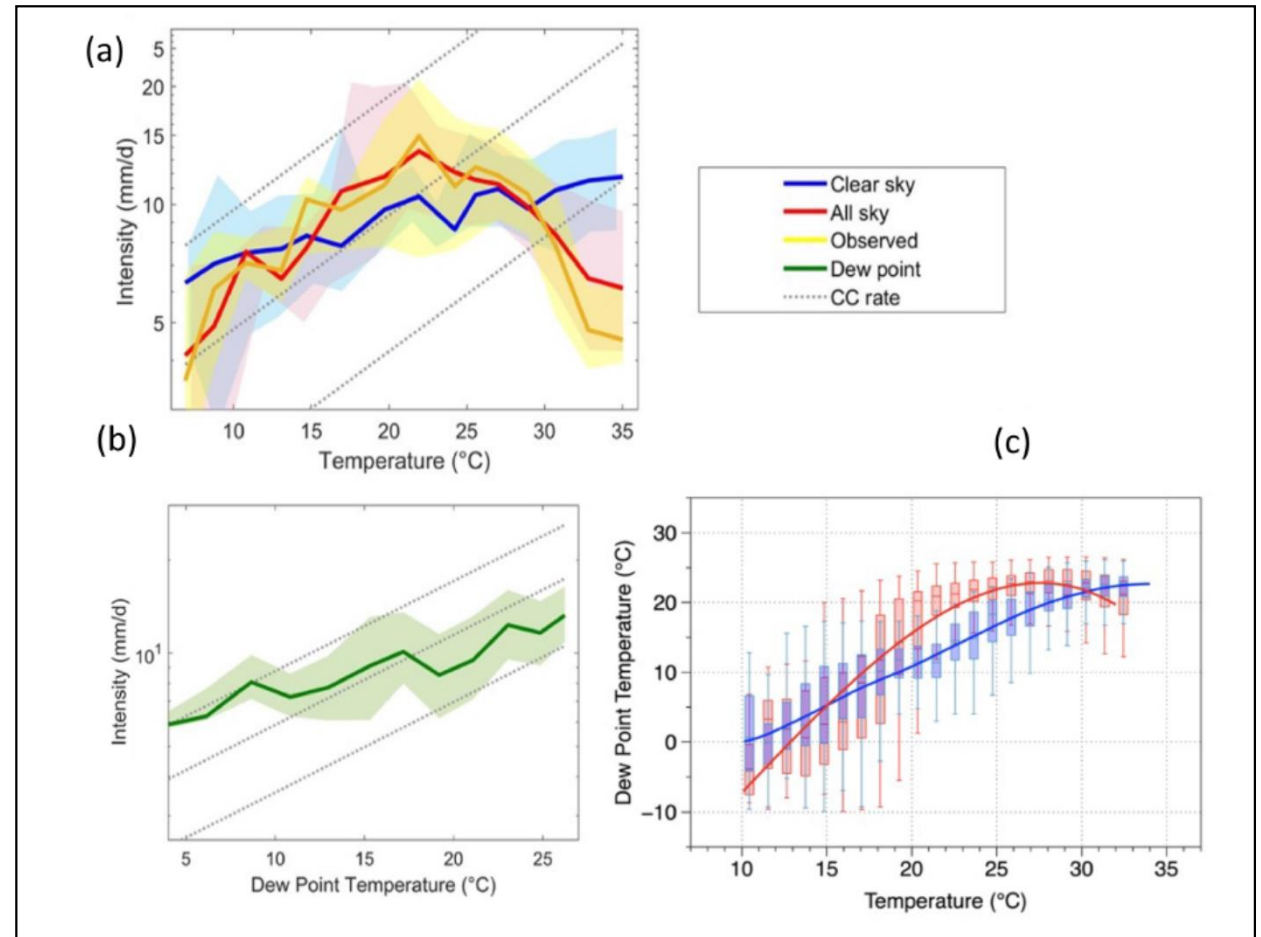 (a)
5
20
15
10
5
Intensity (mm/d)
10 15 20 25 30 35
Temperature (°C)
Clear sky
All sky
Observed
Dew point
CC rate
(b)
10¹
Intensity (mm/d)
5 10 15 20 25
Dew Point Temperature (°C)
(c)
30
20
10
0
−10
Dew Point Temperature (°C)
10 15 20 25 30 35
Temperature (°C)